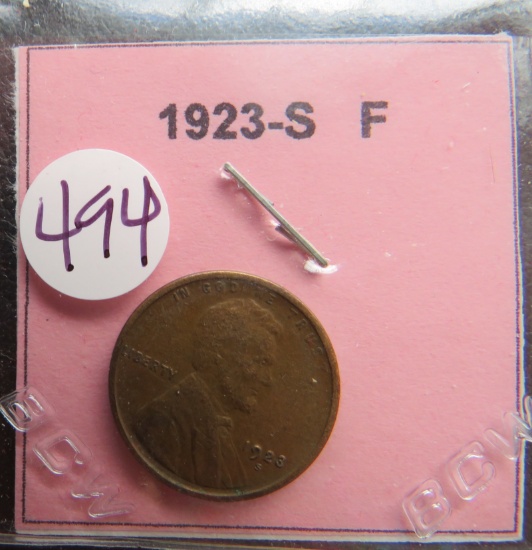 1923-S F
494
IN GOD WE TRUST
LIBERTY
1923
S
BCW
BCW